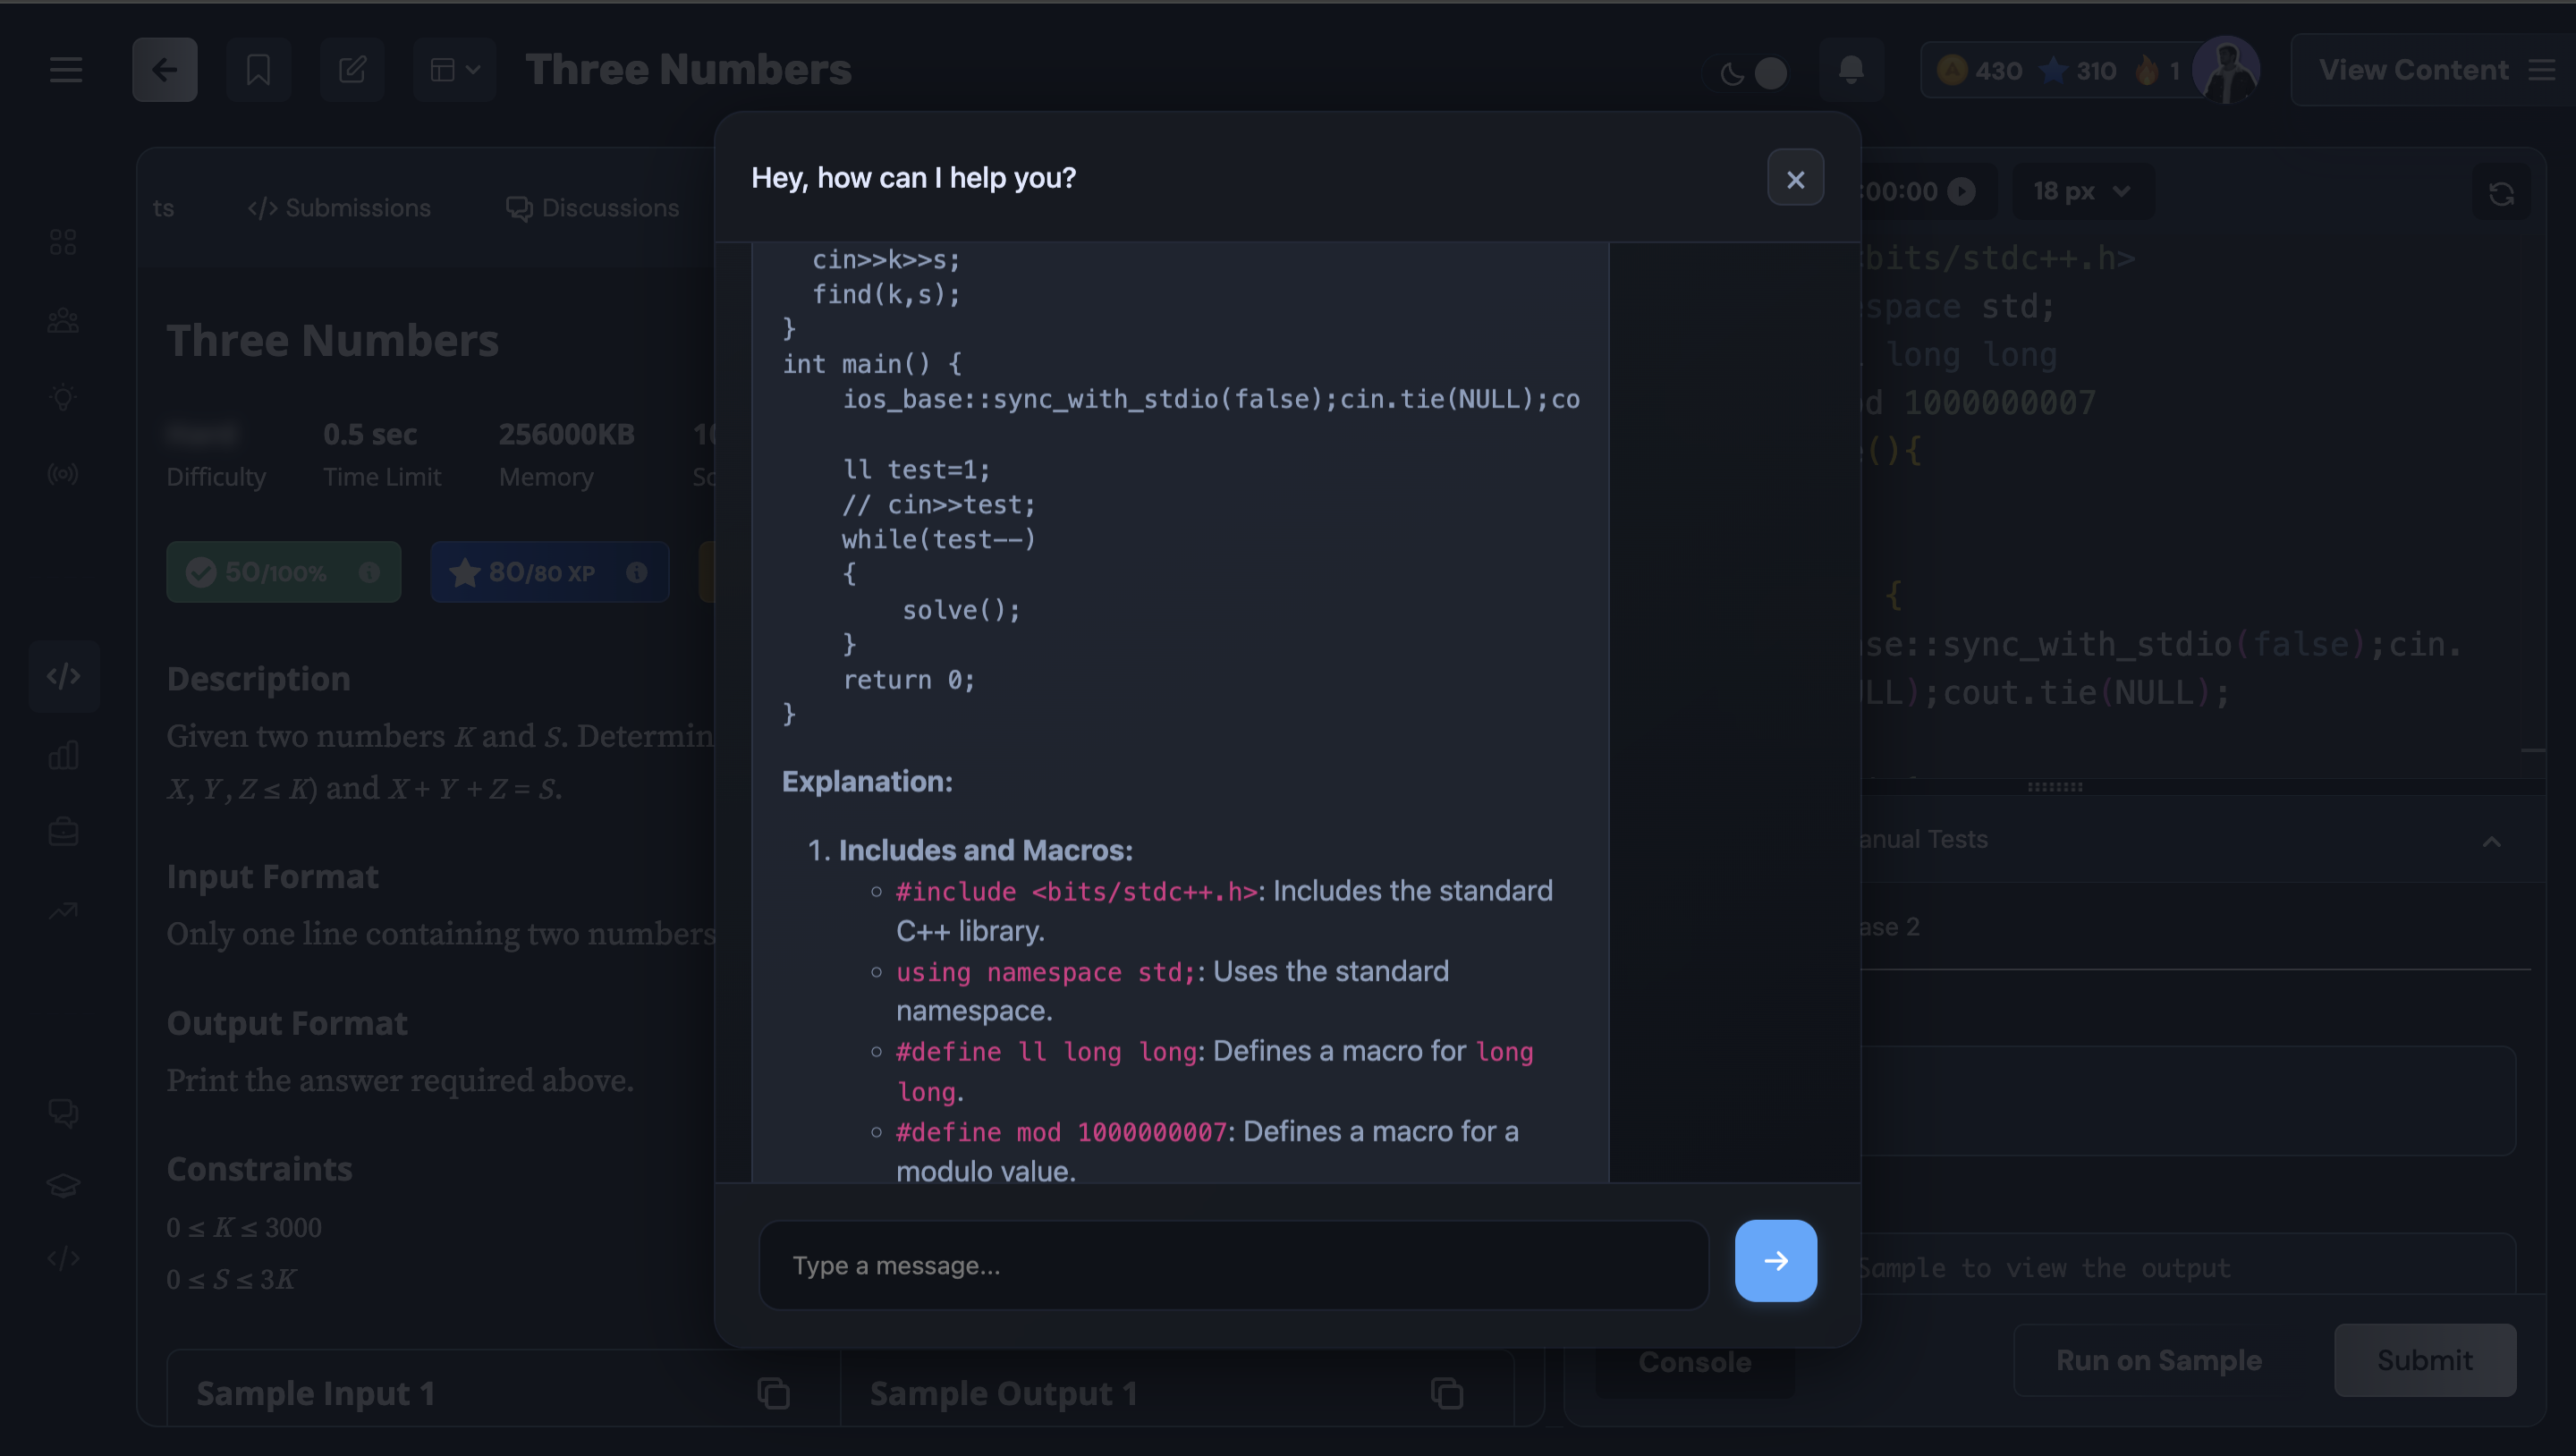 Three Numbers
430 310 1
View Content
ts
Submissions
Discussions
Three Numbers
0.5 sec
256000KB
Difficulty
Time Limit
Memory
50/100%
80/80 XP
Description
Given two numbers K and S. Determin
X, Y, Z ≤ K) and X + Y + Z = S.
Input Format
Only one line containing two numbers
Output Format
Print the answer required above.
Constraints
0 ≤ K ≤ 3000
0 ≤ S ≤ 3K
Sample Input 1
Sample Output 1
Hey, how can I help you?
cin>>k>>s;
find(k,s);
}
int main() {
ios_base::sync_with_stdio(false);cin.tie(NULL);co
ll test=1;
// cin>>test;
while(test--)
{
solve();
}
return 0;
}
Explanation:
1. Includes and Macros:
#include <bits/stdc++.h>: Includes the standard
C++ library.
using namespace std;: Uses the standard
namespace.
#define ll long long: Defines a macro for long
long.
#define mod 1000000007: Defines a macro for a
modulo value.
Type a message...
:00:00
18 px
bits/stdc++.h>
space std;
long long
d 1000000007
(){
{
se::sync_with_stdio(false);cin.
LL);cout.tie(NULL);
anual Tests
ase 2
Sample to view the output
Console
Run on Sample
Submit